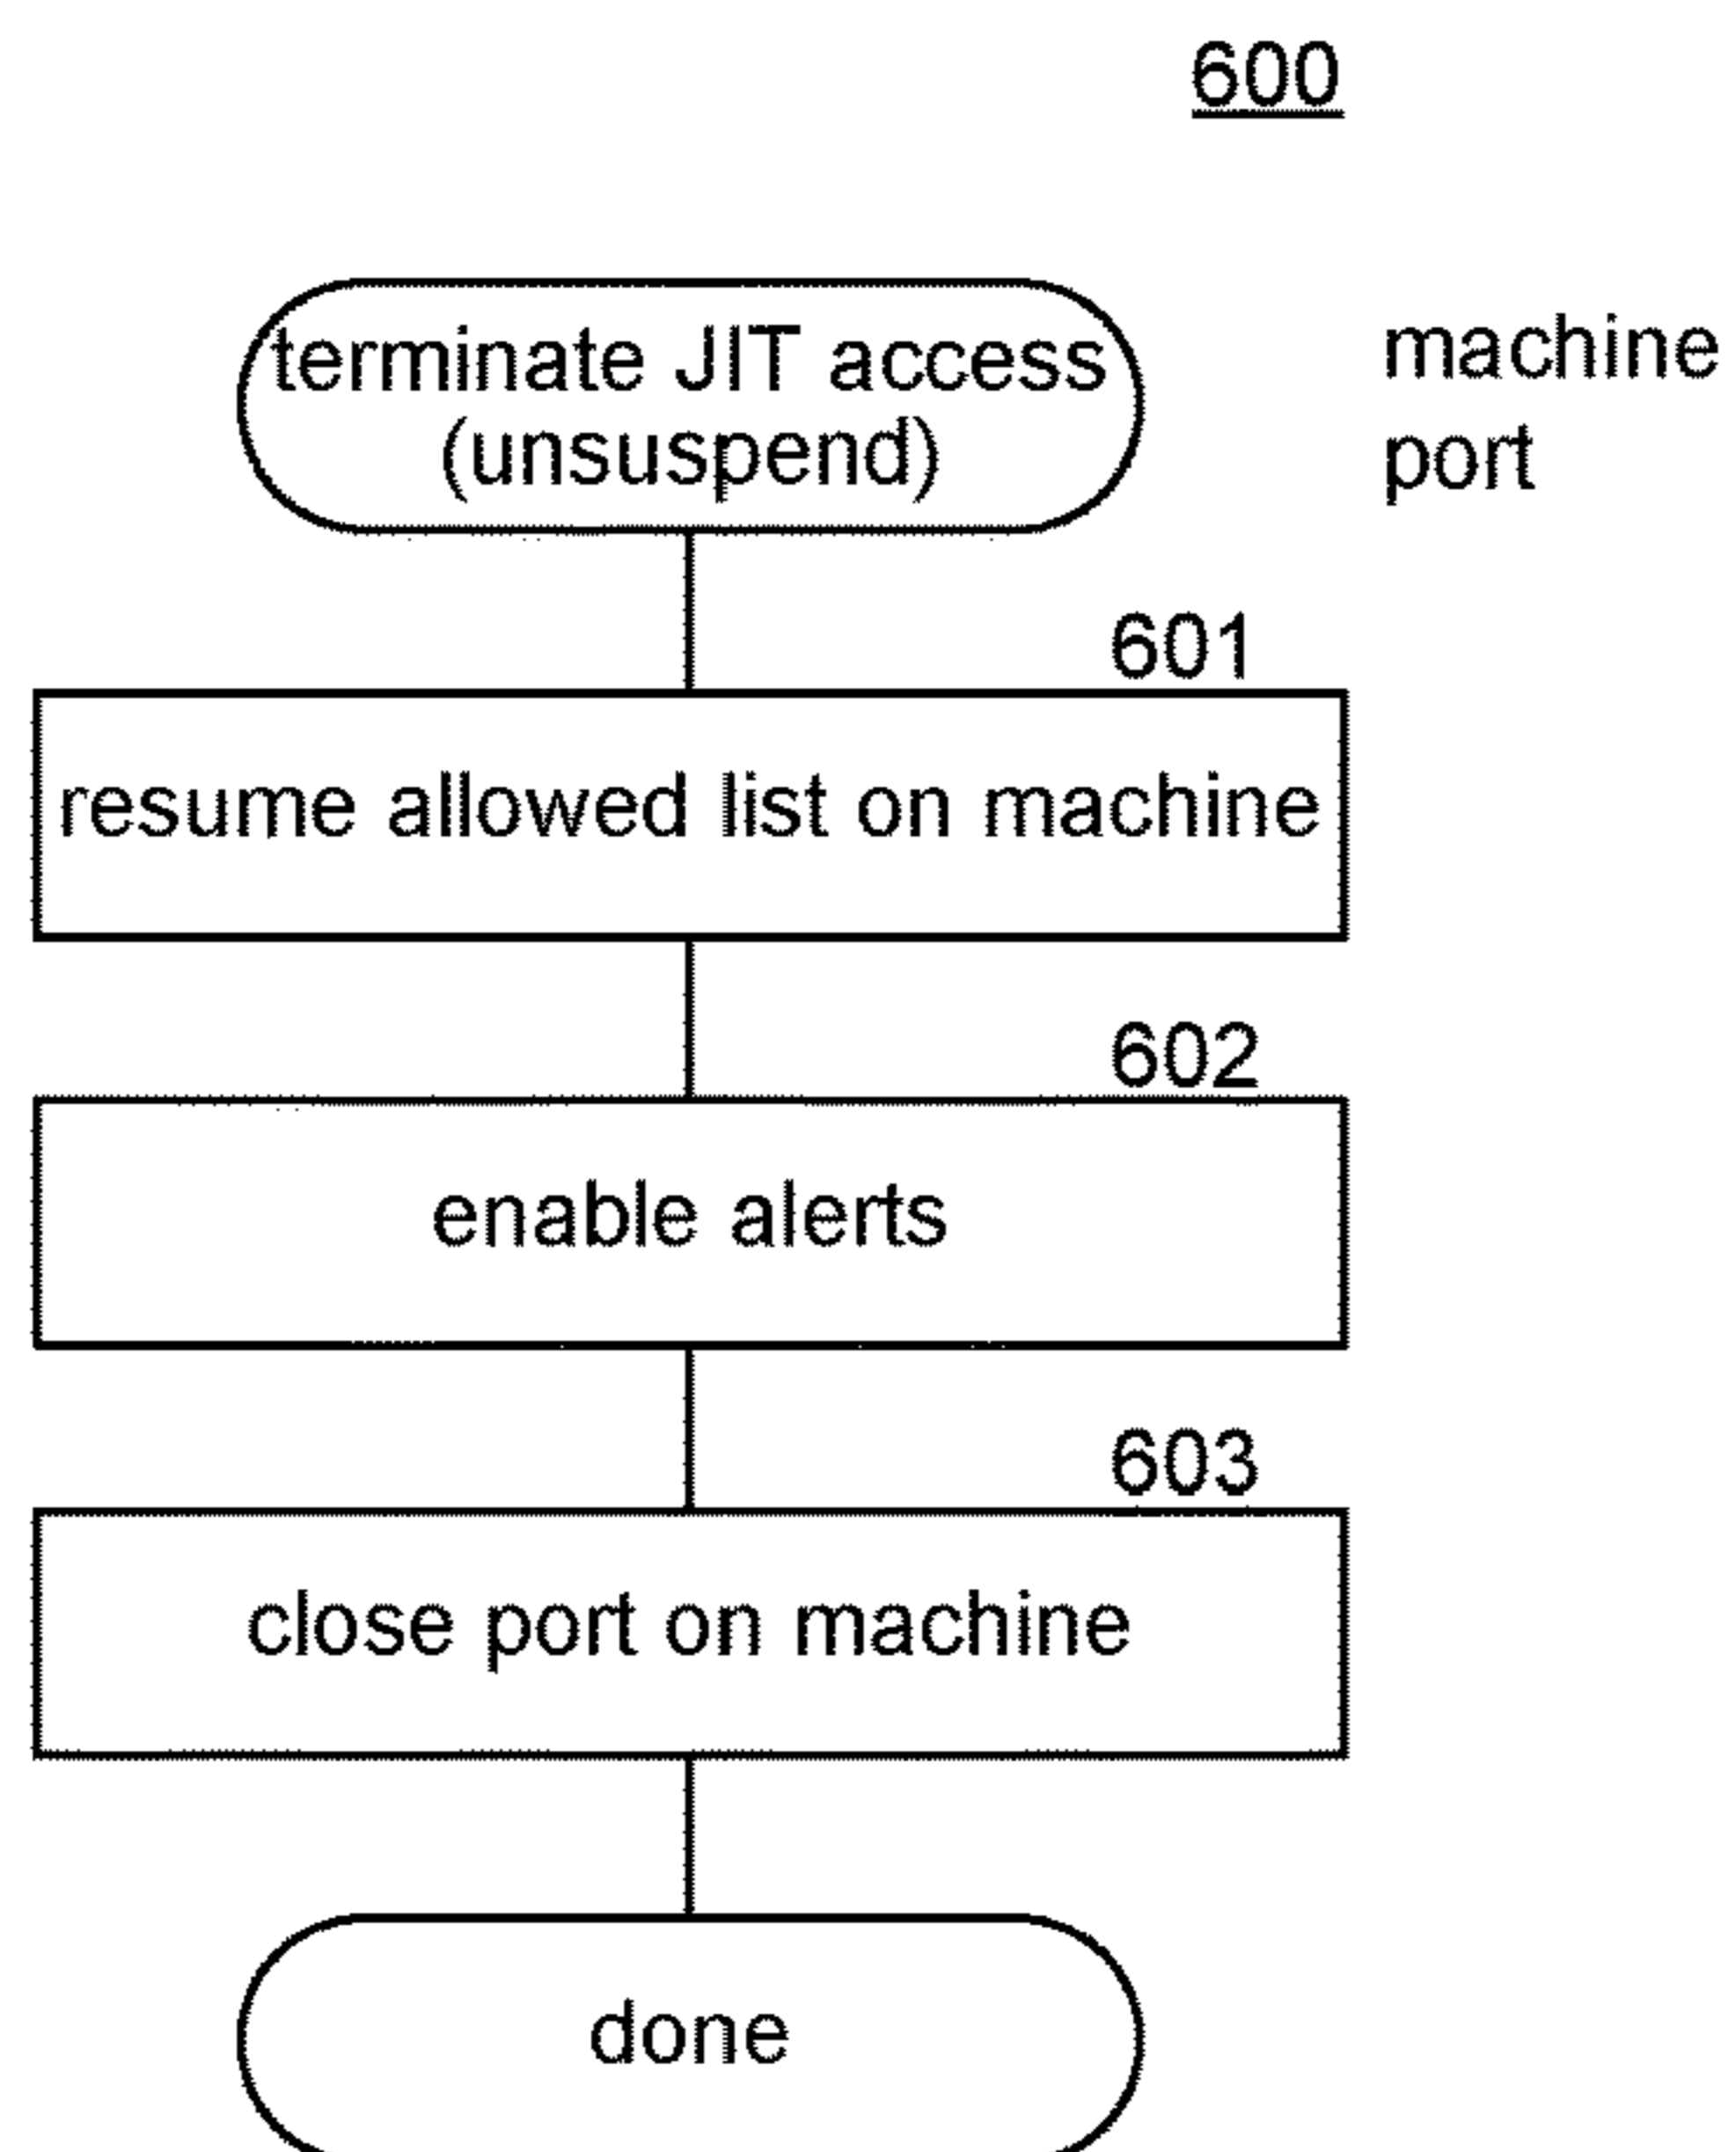 600
terminate JIT access
(unsuspend)
machine
port
601
resume allowed list on machine
602
enable alerts
603
close port on machine
done